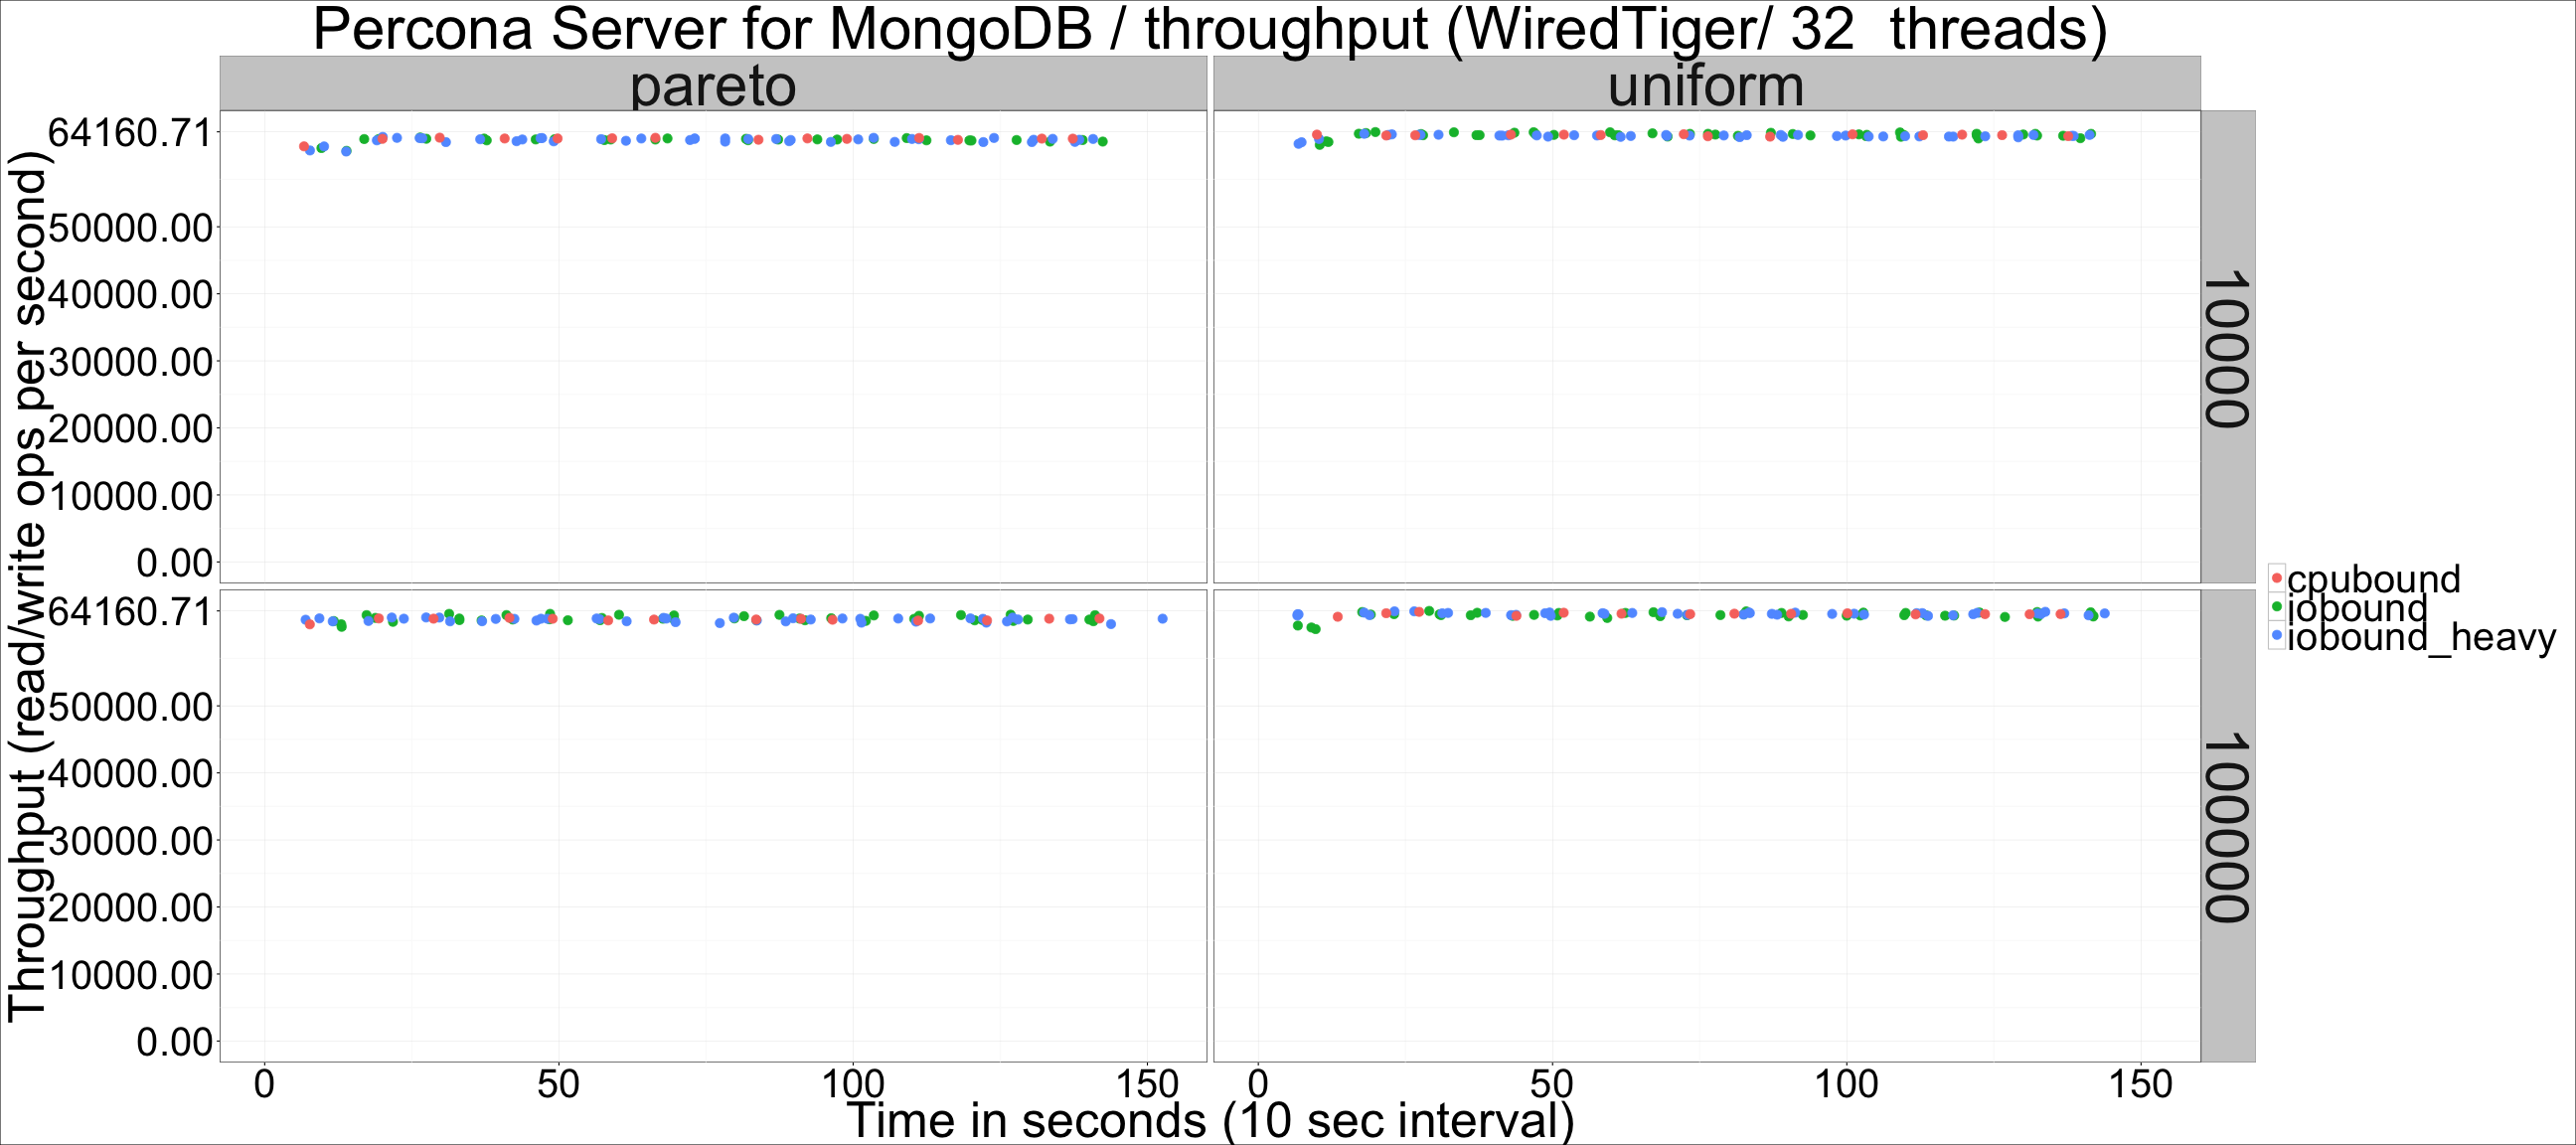 Percona Server for MongoDB / throughput (WiredTiger/ 32  threads)
pareto
uniform
Throughput (read/write ops per second)
64160.71
50000.00
40000.00
30000.00
20000.00
10000.00
0.00
10000
64160.71
50000.00
40000.00
30000.00
20000.00
10000.00
0.00
100000
cpubound
iobound
iobound_heavy
0 50 100 150
0 50 100 150
Time in seconds (10 sec interval)